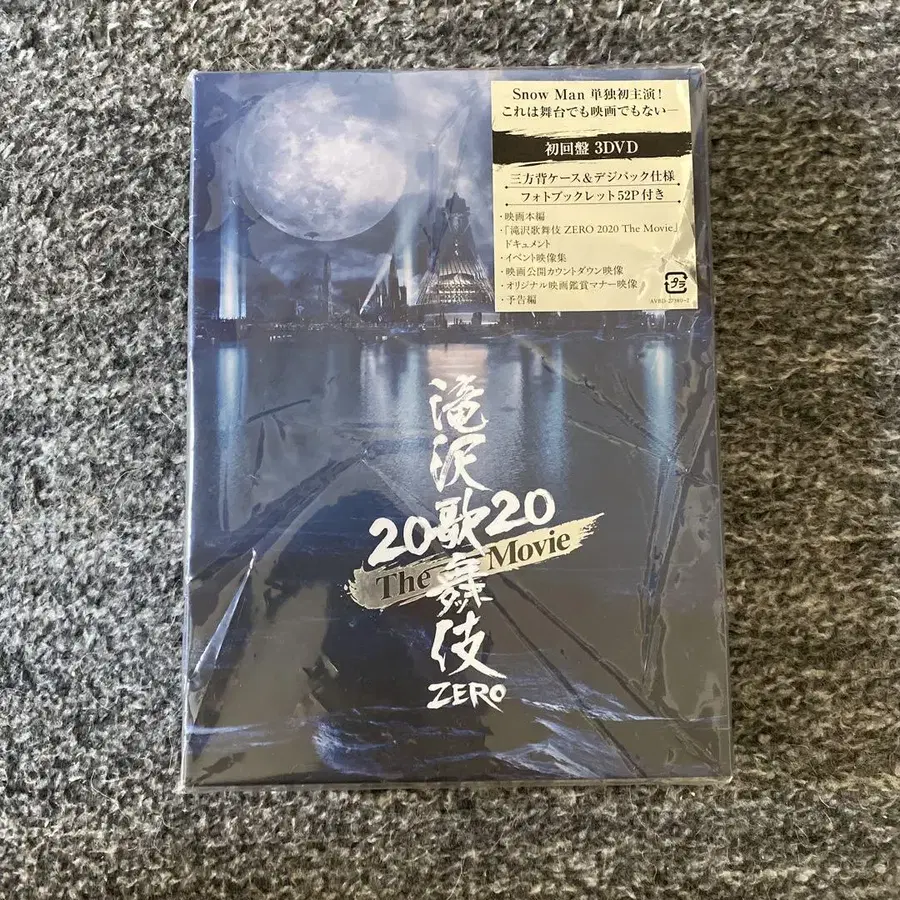 Snow Man 単独初主演！
これは舞台でも映画でもない―
初回盤 3DVD
三方背ケース&デジパック仕様
フォトブックレット52P付き
・映画本編
・『滝沢歌舞伎 ZERO 2020 The Movie』
ドキュメント
・イベント映像集
・映画公開カウントダウン映像
・オリジナル映画鑑賞マナー映像
・予告編
プラ
滝沢歌舞伎
2020
The Movie
ZERO